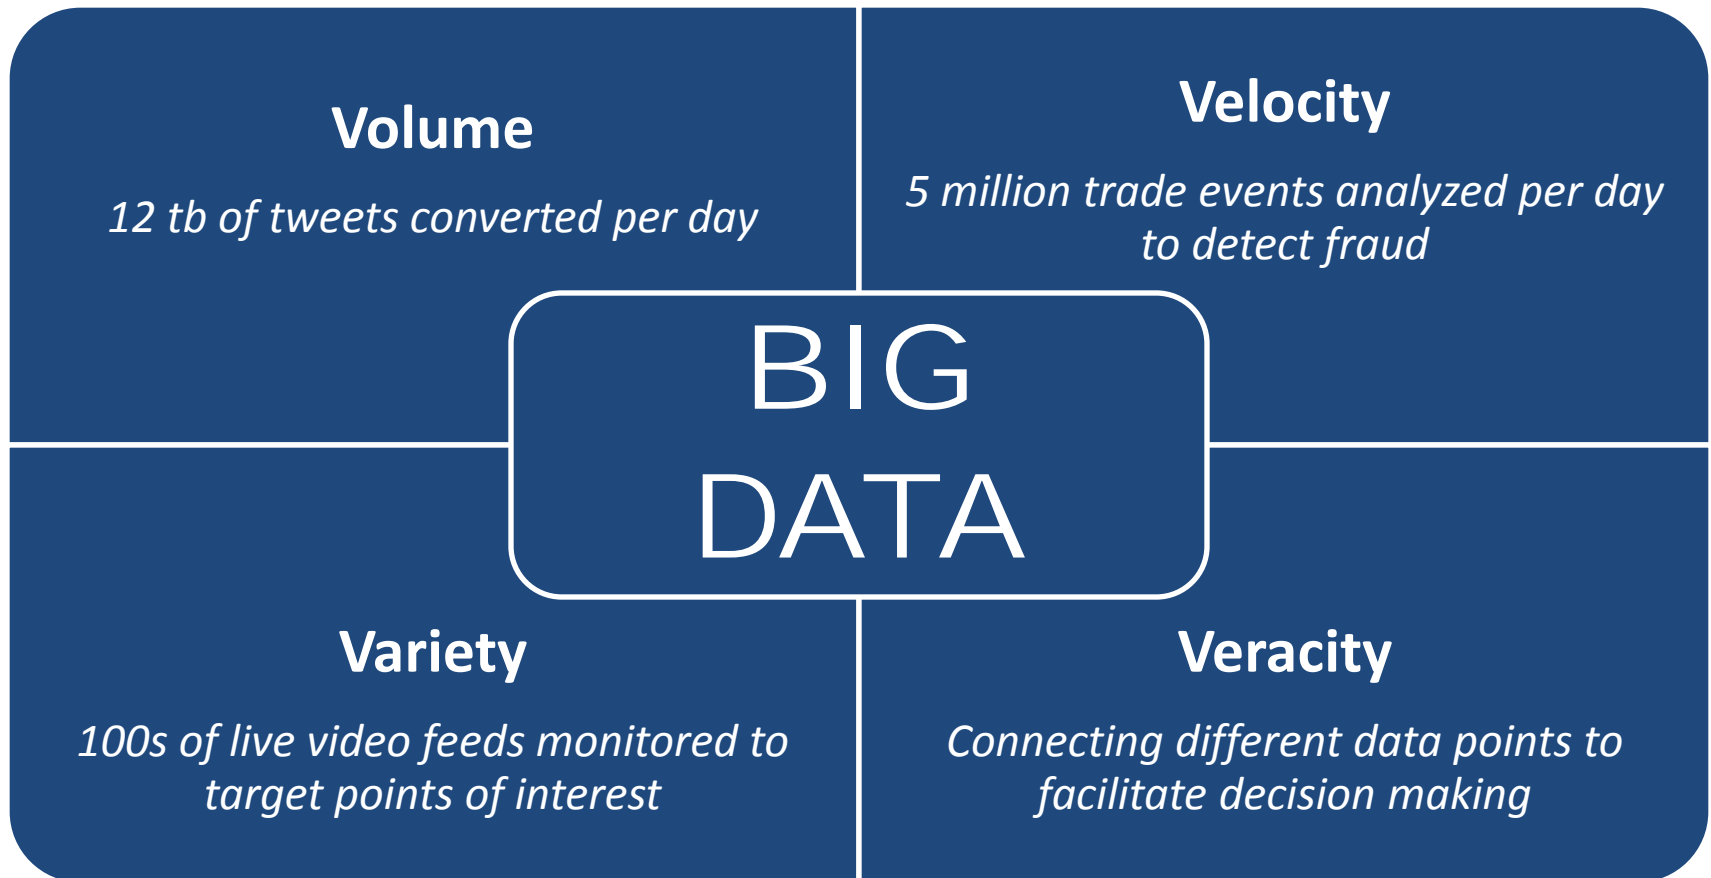 Volume
12 tb of tweets converted per day
Velocity
5 million trade events analyzed per day
to detect fraud
BIG
DATA
Variety
100s of live video feeds monitored to
target points of interest
Veracity
Connecting different data points to
facilitate decision making